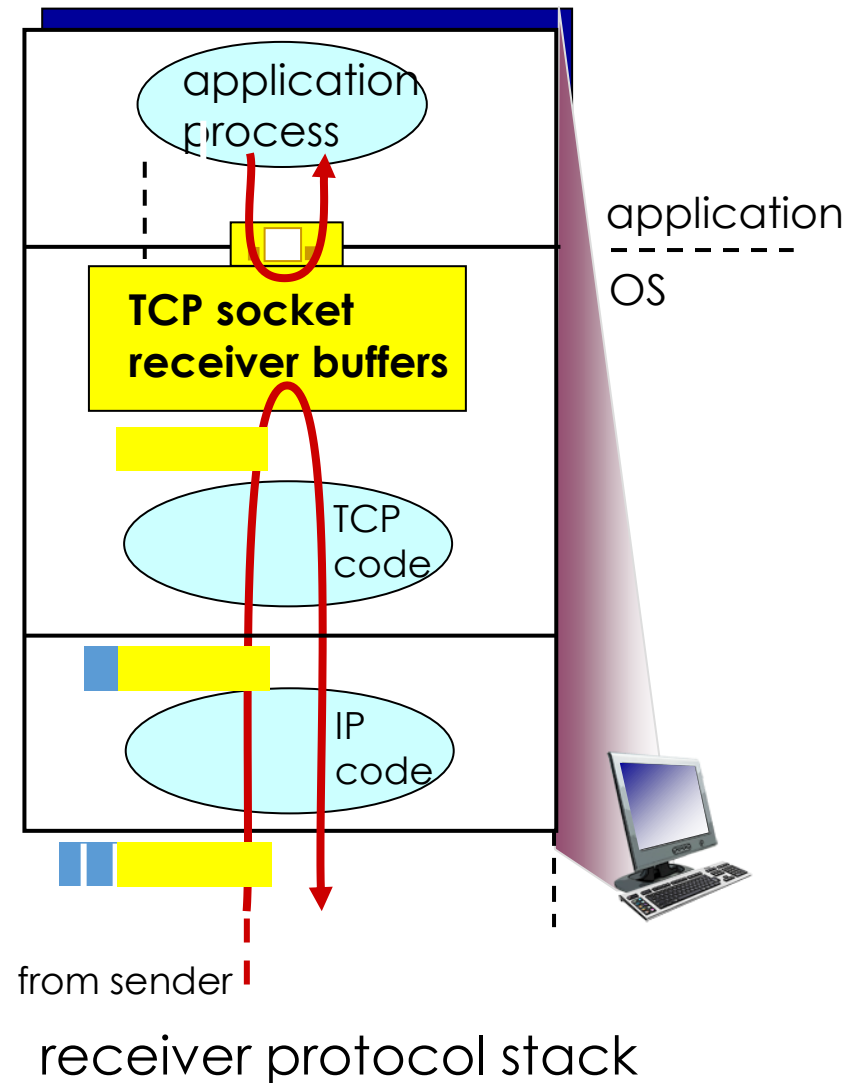 application
process
application
OS
TCP socket
receiver buffers
TCP
code
IP
code
from sender
receiver protocol stack